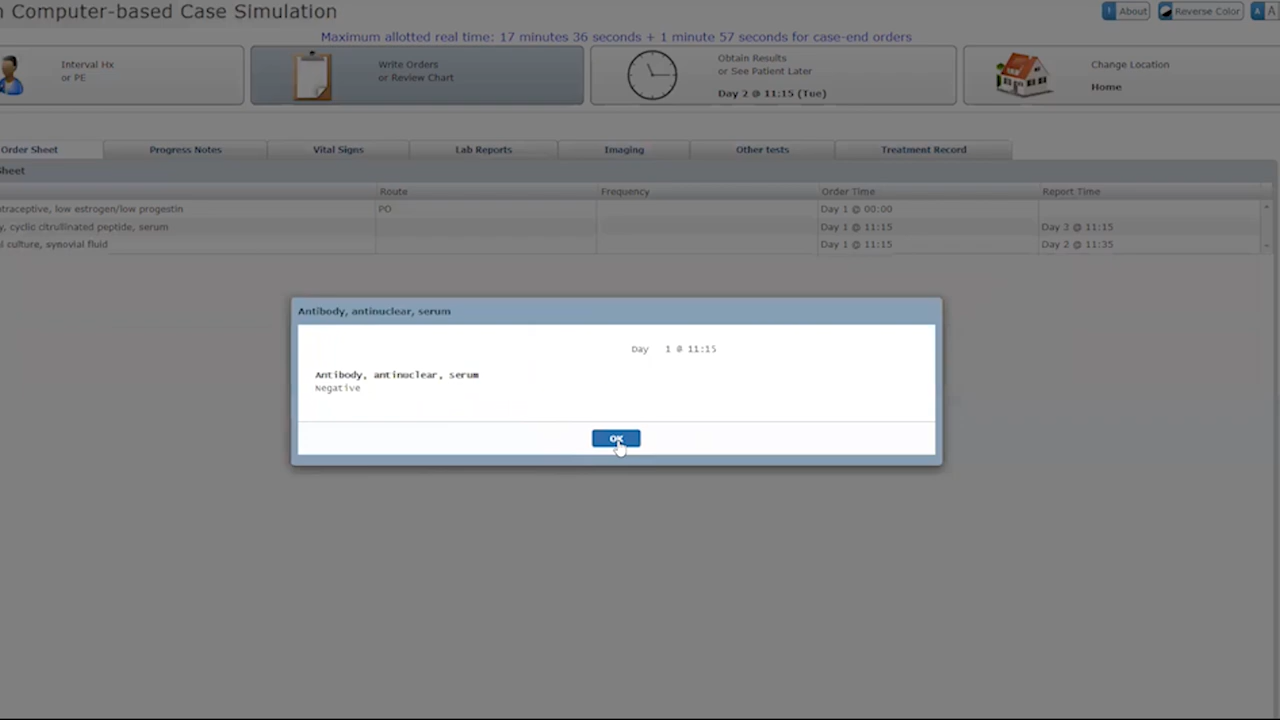 n Computer-based Case Simulation
! About
Reverse Color
A A
Maximum allotted real time: 17 minutes 36 seconds + 1 minute 57 seconds for case-end orders
Interval Hx
or PE
Write Orders
or Review Chart
Obtain Results
or See Patient Later
Day 2 @ 11:15 (Tue)
Change Location
Home
Order Sheet
Progress Notes
Vital Signs
Lab Reports
Imaging
Other tests
Treatment Record
Sheet
Route Frequency Order Time Report Time
ntraceptive, low estrogen/low progestin PO Day 1 @ 00:00
y, cyclic citrullinated peptide, serum Day 1 @ 11:15 Day 3 @ 11:15
al culture, synovial fluid Day 1 @ 11:15 Day 2 @ 11:35
Antibody, antinuclear, serum
Day 1 @ 11:15
Antibody, antinuclear, serum
Negative
OK